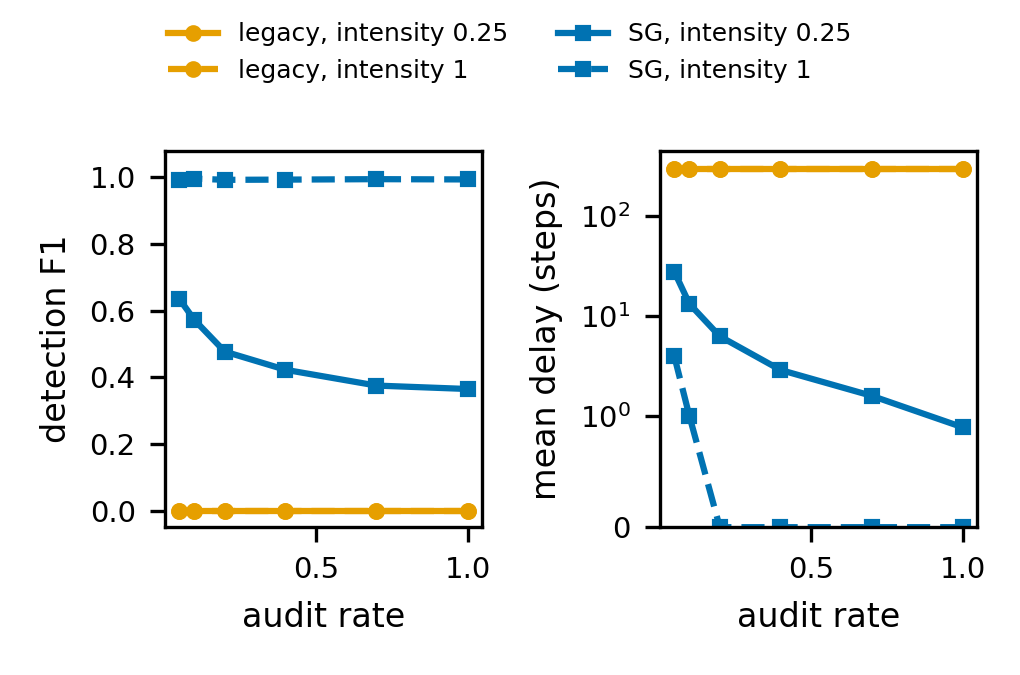 legacy, intensity 0.25
legacy, intensity 1
SG, intensity 0.25
SG, intensity 1
detection F1
1.0
0.8
0.6
0.4
0.2
0.0
0.5
1.0
audit rate
mean delay (steps)
10²
10¹
10⁰
0
0.5
1.0
audit rate